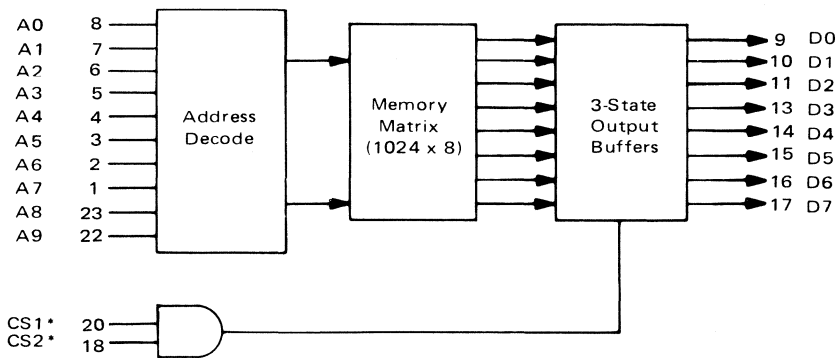 A0 8
A1 7
A2 6
A3 5
A4 4
A5 3
A6 2
A7 1
A8 23
A9 22
Address
Decode
Memory
Matrix
(1024 x 8)
3-State
Output
Buffers
9 D0
10 D1
11 D2
13 D3
14 D4
15 D5
16 D6
17 D7
CS1* 20
CS2* 18